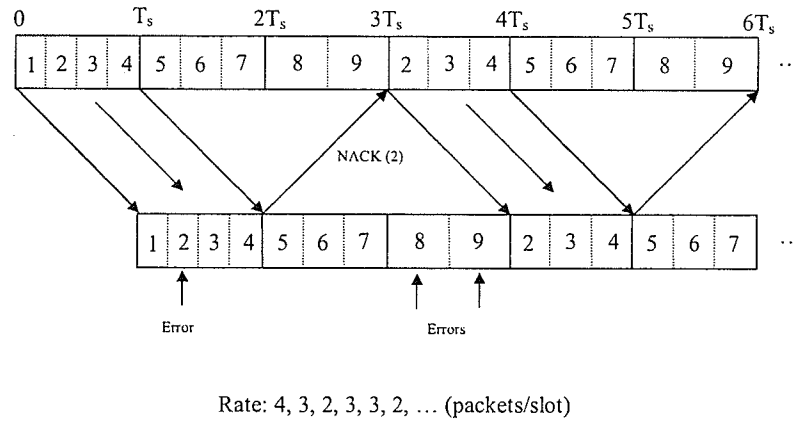 0 Tₛ 2Tₛ 3Tₛ 4Tₛ 5Tₛ 6Tₛ
1 2 3 4 5 6 7 8 9 2 3 4 5 6 7 8 9 ..
NACK (2)
1 2 3 4 5 6 7 8 9 2 3 4 5 6 7 ..
Error Errors
Rate: 4, 3, 2, 3, 3, 2, ... (packets/slot)